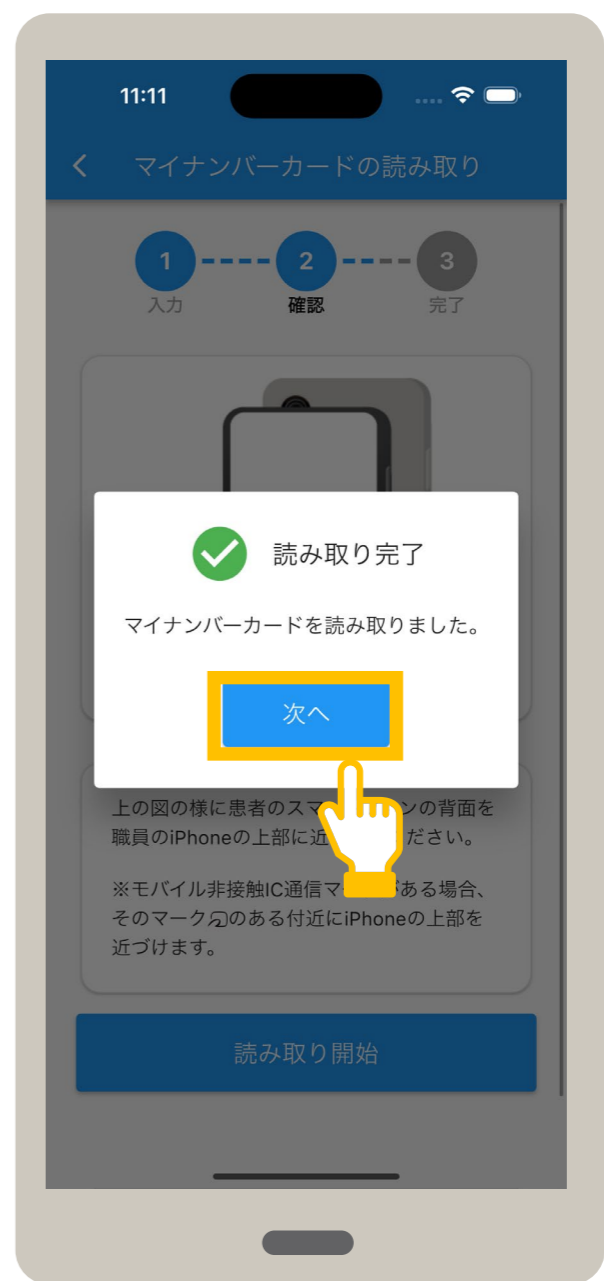 11:11
マイナンバーカードの読み取り
1 2 3
入力 確認 完了
読み取り完了
マイナンバーカードを読み取りました。
次へ
上の図の様に患者のスマ ンの背面を
職員のiPhoneの上部に近 ださい。
※モバイル非接触IC通信マ がある場合、
そのマーク のある付近にiPhoneの上部を
近づけます。
読み取り開始